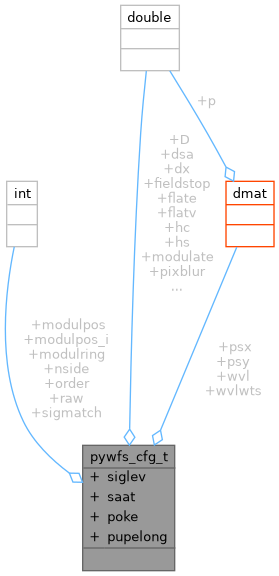 double
+p
+D
+dsa
+dx
+fieldstop
+flate
+flatv
+hc
+hs
+modulate
+pixblur
...
int
dmat
+modulpos
+modulpos_i
+modulring
+nside
+order
+raw
+sigmatch
+psx
+psy
+wvl
+wvlwts
pywfs_cfg_t
+ siglev
+ saat
+ poke
+ pupelong